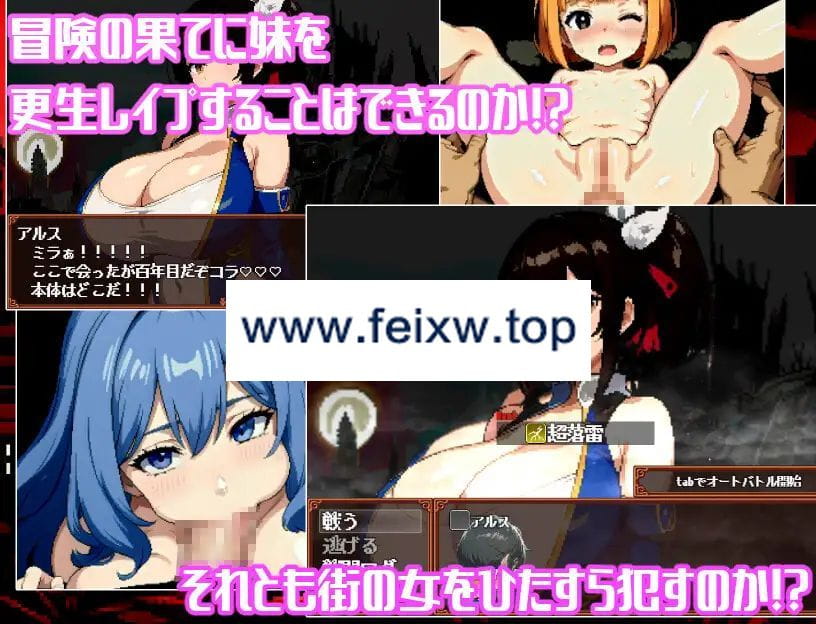 冒険の果てに妹を
更生レイプすることはできるのか!?
アルス
ミラぁ!!!!!
ここで会ったが百年目だぞコラ♡♡♡
本体はどこだ!!!
www.feixw.top
超落雷
tabでオートバトル開始
戦う
アルス
逃げる
それとも街の女をひたすら犯すのか!?